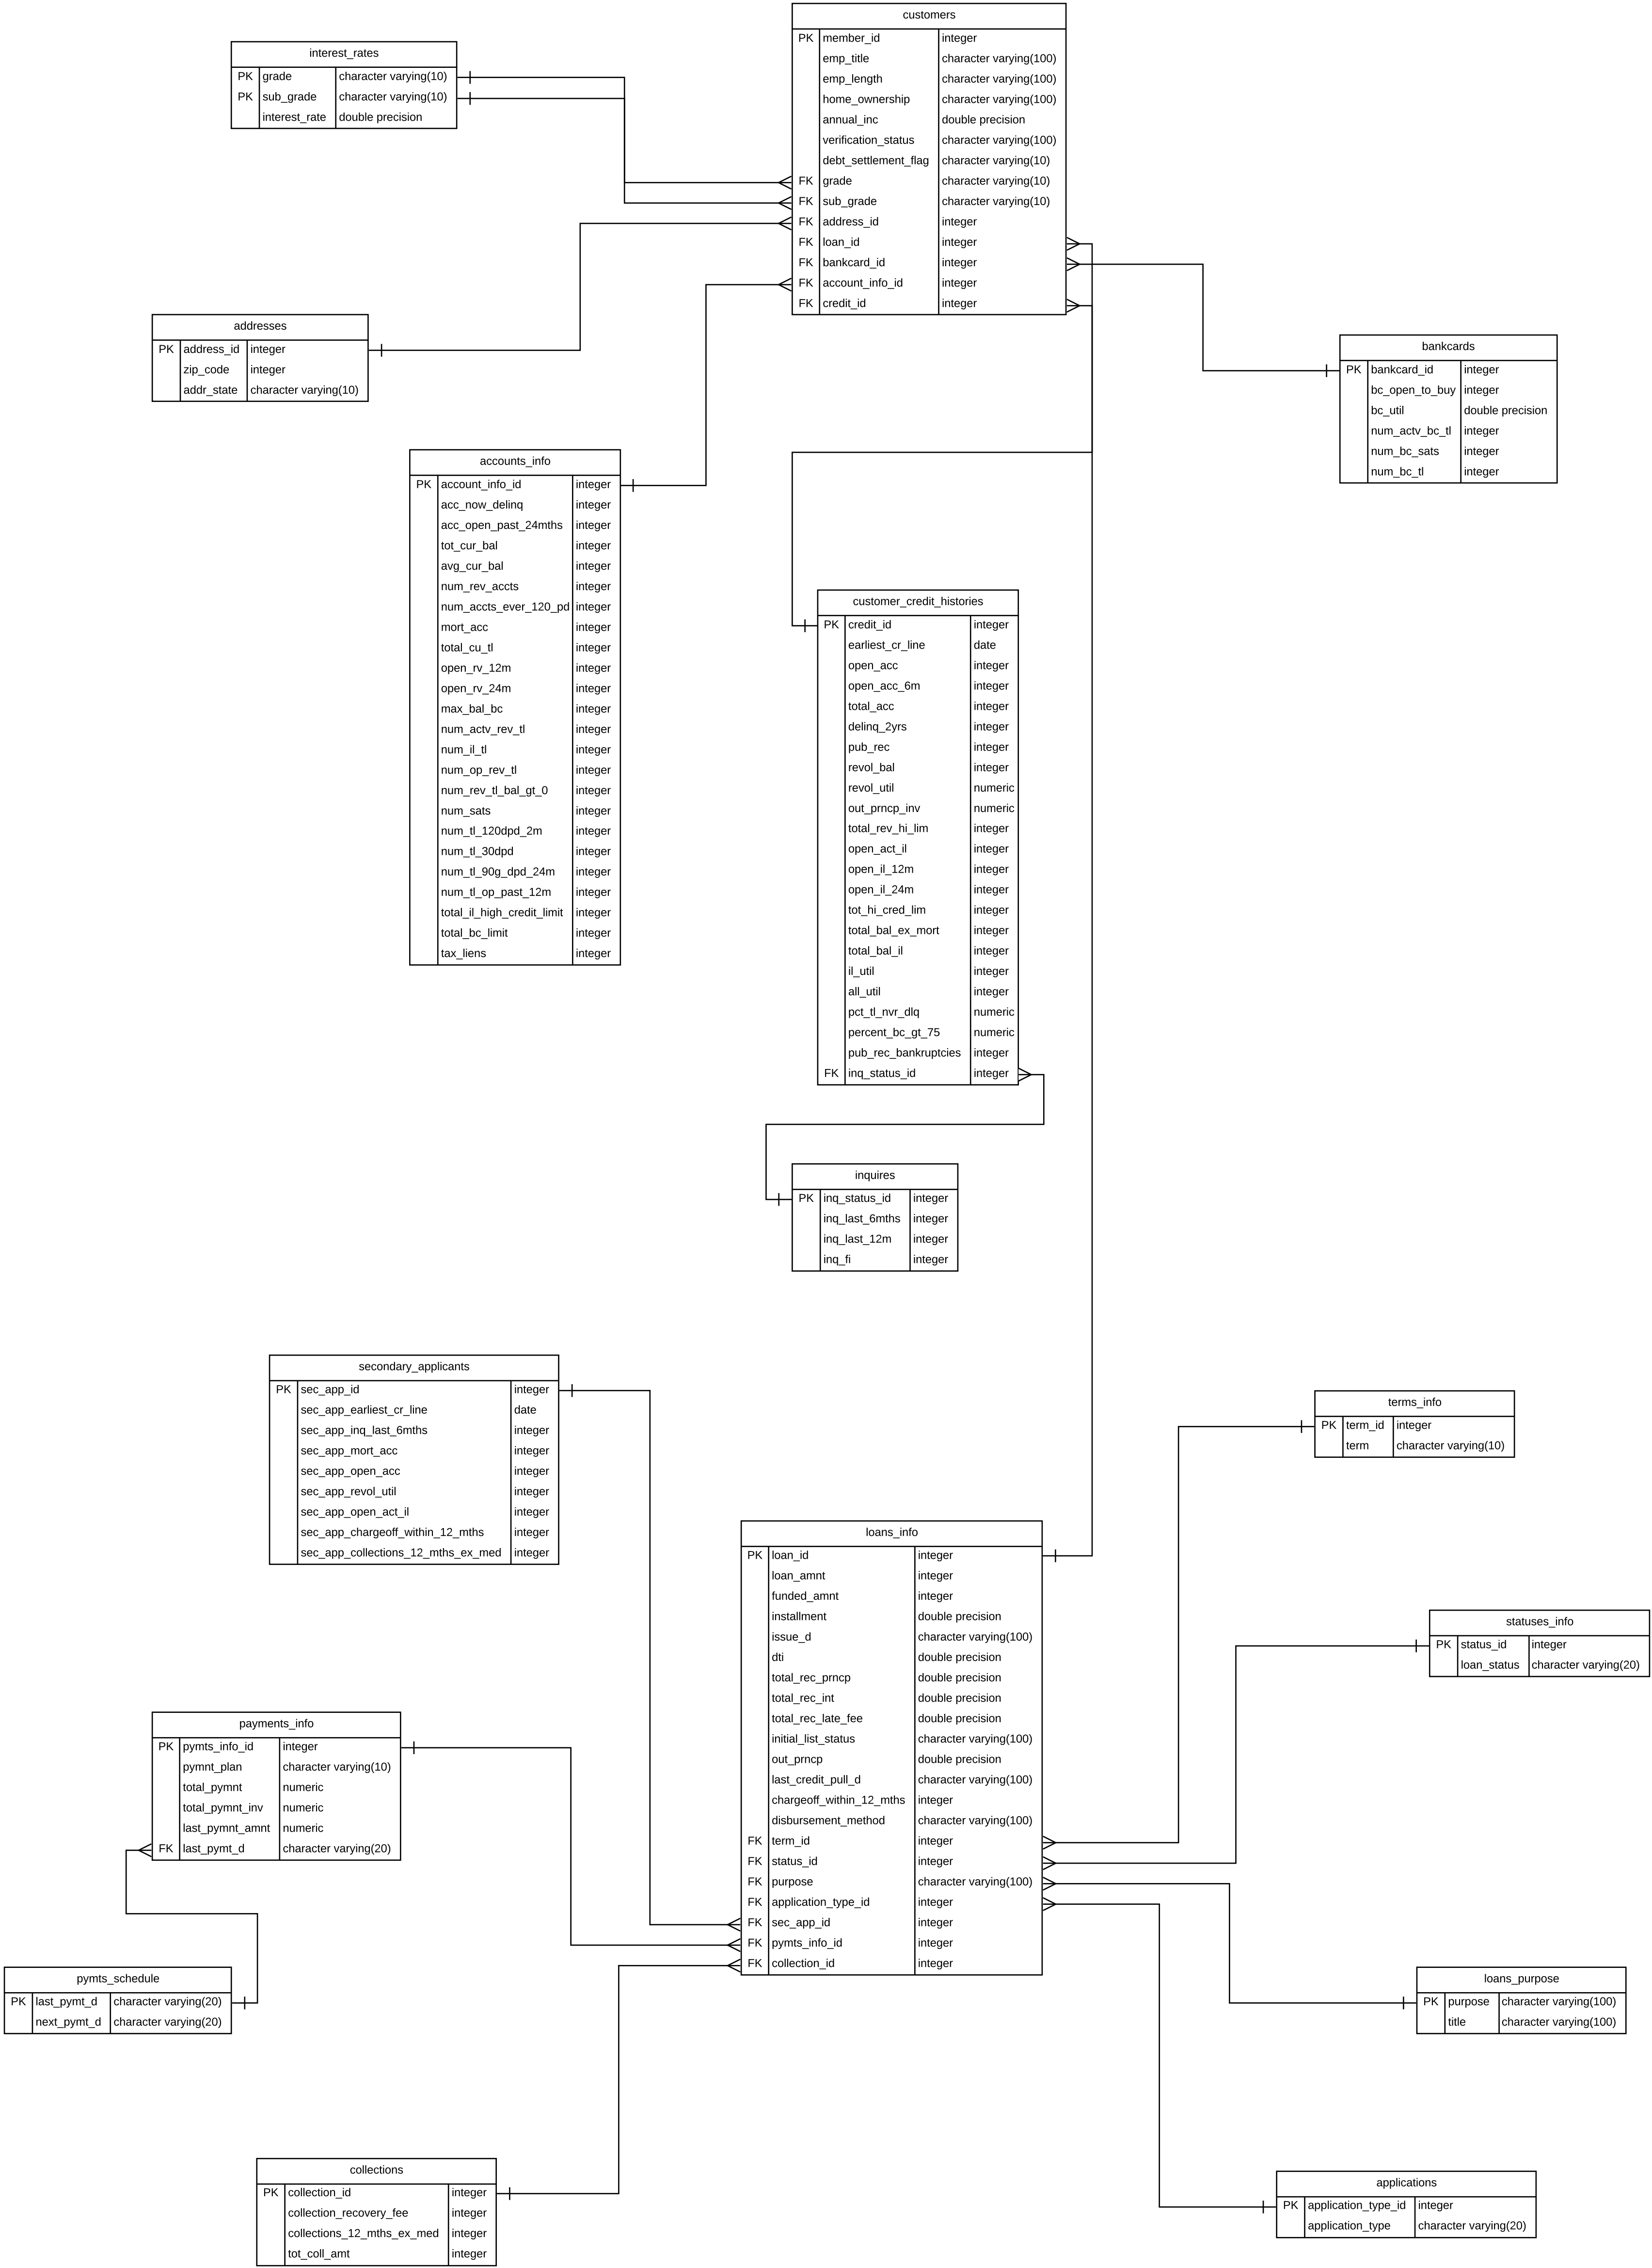 customers
PK member_id integer
emp_title character varying(100)
emp_length character varying(100)
home_ownership character varying(100)
annual_inc double precision
verification_status character varying(100)
debt_settlement_flag character varying(10)
FK grade character varying(10)
FK sub_grade character varying(10)
FK address_id integer
FK loan_id integer
FK bankcard_id integer
FK account_info_id integer
FK credit_id integer
interest_rates
PK grade character varying(10)
PK sub_grade character varying(10)
interest_rate double precision
addresses
PK address_id integer
zip_code integer
addr_state character varying(10)
bankcards
PK bankcard_id integer
bc_open_to_buy integer
bc_util double precision
num_actv_bc_tl integer
num_bc_sats integer
num_bc_tl integer
accounts_info
PK account_info_id integer
acc_now_delinq integer
acc_open_past_24mths integer
tot_cur_bal integer
avg_cur_bal integer
num_rev_accts integer
num_accts_ever_120_pd integer
mort_acc integer
total_cu_tl integer
open_rv_12m integer
open_rv_24m integer
max_bal_bc integer
num_actv_rev_tl integer
num_il_tl integer
num_op_rev_tl integer
num_rev_tl_bal_gt_0 integer
num_sats integer
num_tl_120dpd_2m integer
num_tl_30dpd integer
num_tl_90g_dpd_24m integer
num_tl_op_past_12m integer
total_il_high_credit_limit integer
total_bc_limit integer
tax_liens integer
customer_credit_histories
PK credit_id integer
earliest_cr_line date
open_acc integer
open_acc_6m integer
total_acc integer
delinq_2yrs integer
pub_rec integer
revol_bal integer
revol_util numeric
out_prncp_inv numeric
total_rev_hi_lim integer
open_act_il integer
open_il_12m integer
open_il_24m integer
tot_hi_cred_lim integer
total_bal_ex_mort integer
total_bal_il integer
il_util integer
all_util integer
pct_tl_nvr_dlq numeric
percent_bc_gt_75 numeric
pub_rec_bankruptcies integer
FK inq_status_id integer
inquires
PK inq_status_id integer
inq_last_6mths integer
inq_last_12m integer
inq_fi integer
secondary_applicants
PK sec_app_id integer
sec_app_earliest_cr_line date
sec_app_inq_last_6mths integer
sec_app_mort_acc integer
sec_app_open_acc integer
sec_app_revol_util integer
sec_app_open_act_il integer
sec_app_chargeoff_within_12_mths integer
sec_app_collections_12_mths_ex_med integer
terms_info
PK term_id integer
term character varying(10)
loans_info
PK loan_id integer
loan_amnt integer
funded_amnt integer
installment double precision
issue_d character varying(100)
dti double precision
total_rec_prncp double precision
total_rec_int double precision
total_rec_late_fee double precision
initial_list_status character varying(100)
out_prncp double precision
last_credit_pull_d character varying(100)
chargeoff_within_12_mths integer
disbursement_method character varying(100)
FK term_id integer
FK status_id integer
FK purpose character varying(100)
FK application_type_id integer
FK sec_app_id integer
FK pymts_info_id integer
FK collection_id integer
statuses_info
PK status_id integer
loan_status character varying(20)
payments_info
PK pymts_info_id integer
pymnt_plan character varying(10)
total_pymnt numeric
total_pymnt_inv numeric
last_pymnt_amnt numeric
FK last_pymt_d character varying(20)
pymts_schedule
PK last_pymt_d character varying(20)
next_pymt_d character varying(20)
loans_purpose
PK purpose character varying(100)
title character varying(100)
collections
PK collection_id integer
collection_recovery_fee integer
collections_12_mths_ex_med integer
tot_coll_amt integer
applications
PK application_type_id integer
application_type character varying(20)